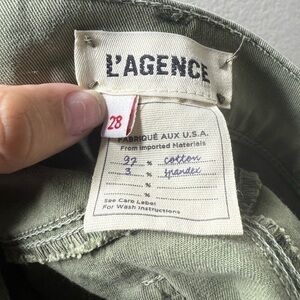 L'AGENCE
28
FABRIQUÉ AUX U.S.A.
From Imported Materials
97 % cotton
3 % spandex
%
%
See Care Label
For Wash Instructions